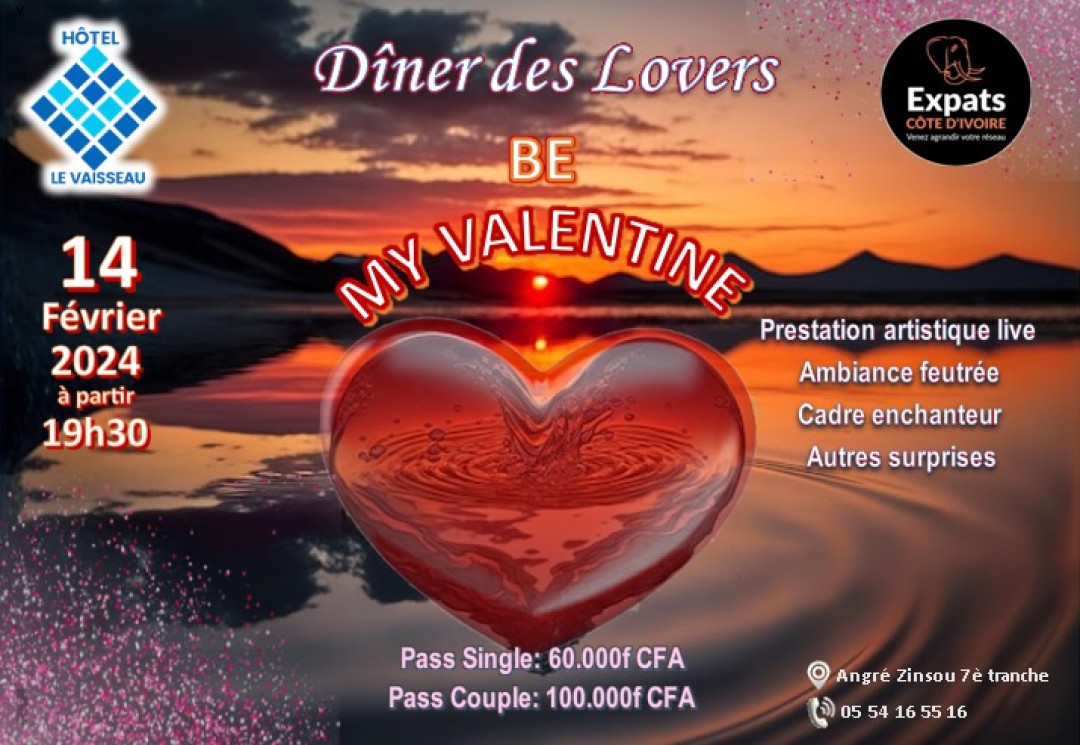 HÔTEL
LE VAISSEAU
Dîner des Lovers
Expats
CÔTE D'IVOIRE
Venez agrandir votre réseau
BE
MY VALENTINE
14
Février
2024
à partir
19h30
Prestation artistique live
Ambiance feutrée
Cadre enchanteur
Autres surprises
Pass Single: 60.000f CFA
Pass Couple: 100.000f CFA
Angré Zinsou 7è tranche
05 54 16 55 16